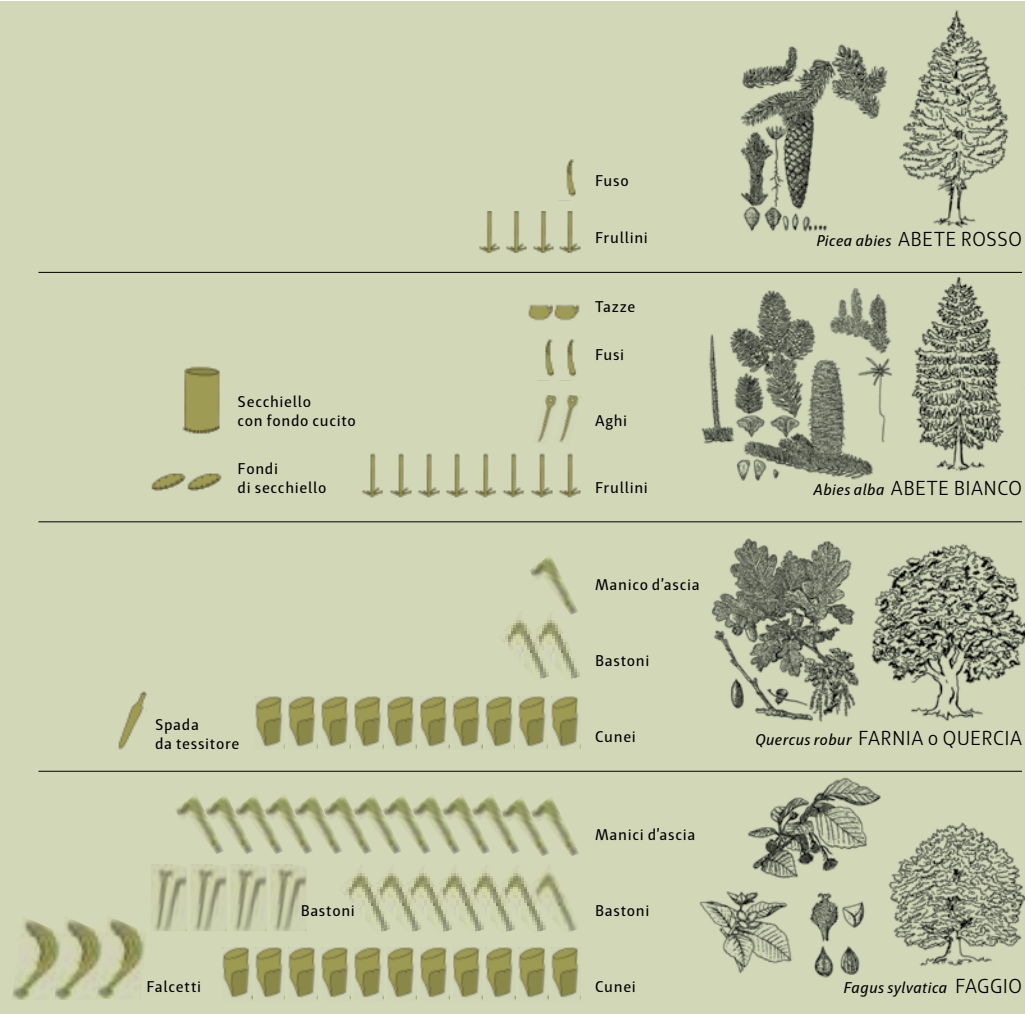 Fuso
Frullini
Picea abies ABETE ROSSO
Tazze
Fusi
Secchiello
con fondo cucito
Aghi
Fondi
di secchiello
Frullini
Abies alba ABETE BIANCO
Manico d'ascia
Bastoni
Spada
da tessitore
Cunei
Quercus robur FARNIA o QUERCIA
Manici d'ascia
Bastoni
Bastoni
Falcetti
Cunei
Fagus sylvatica FAGGIO